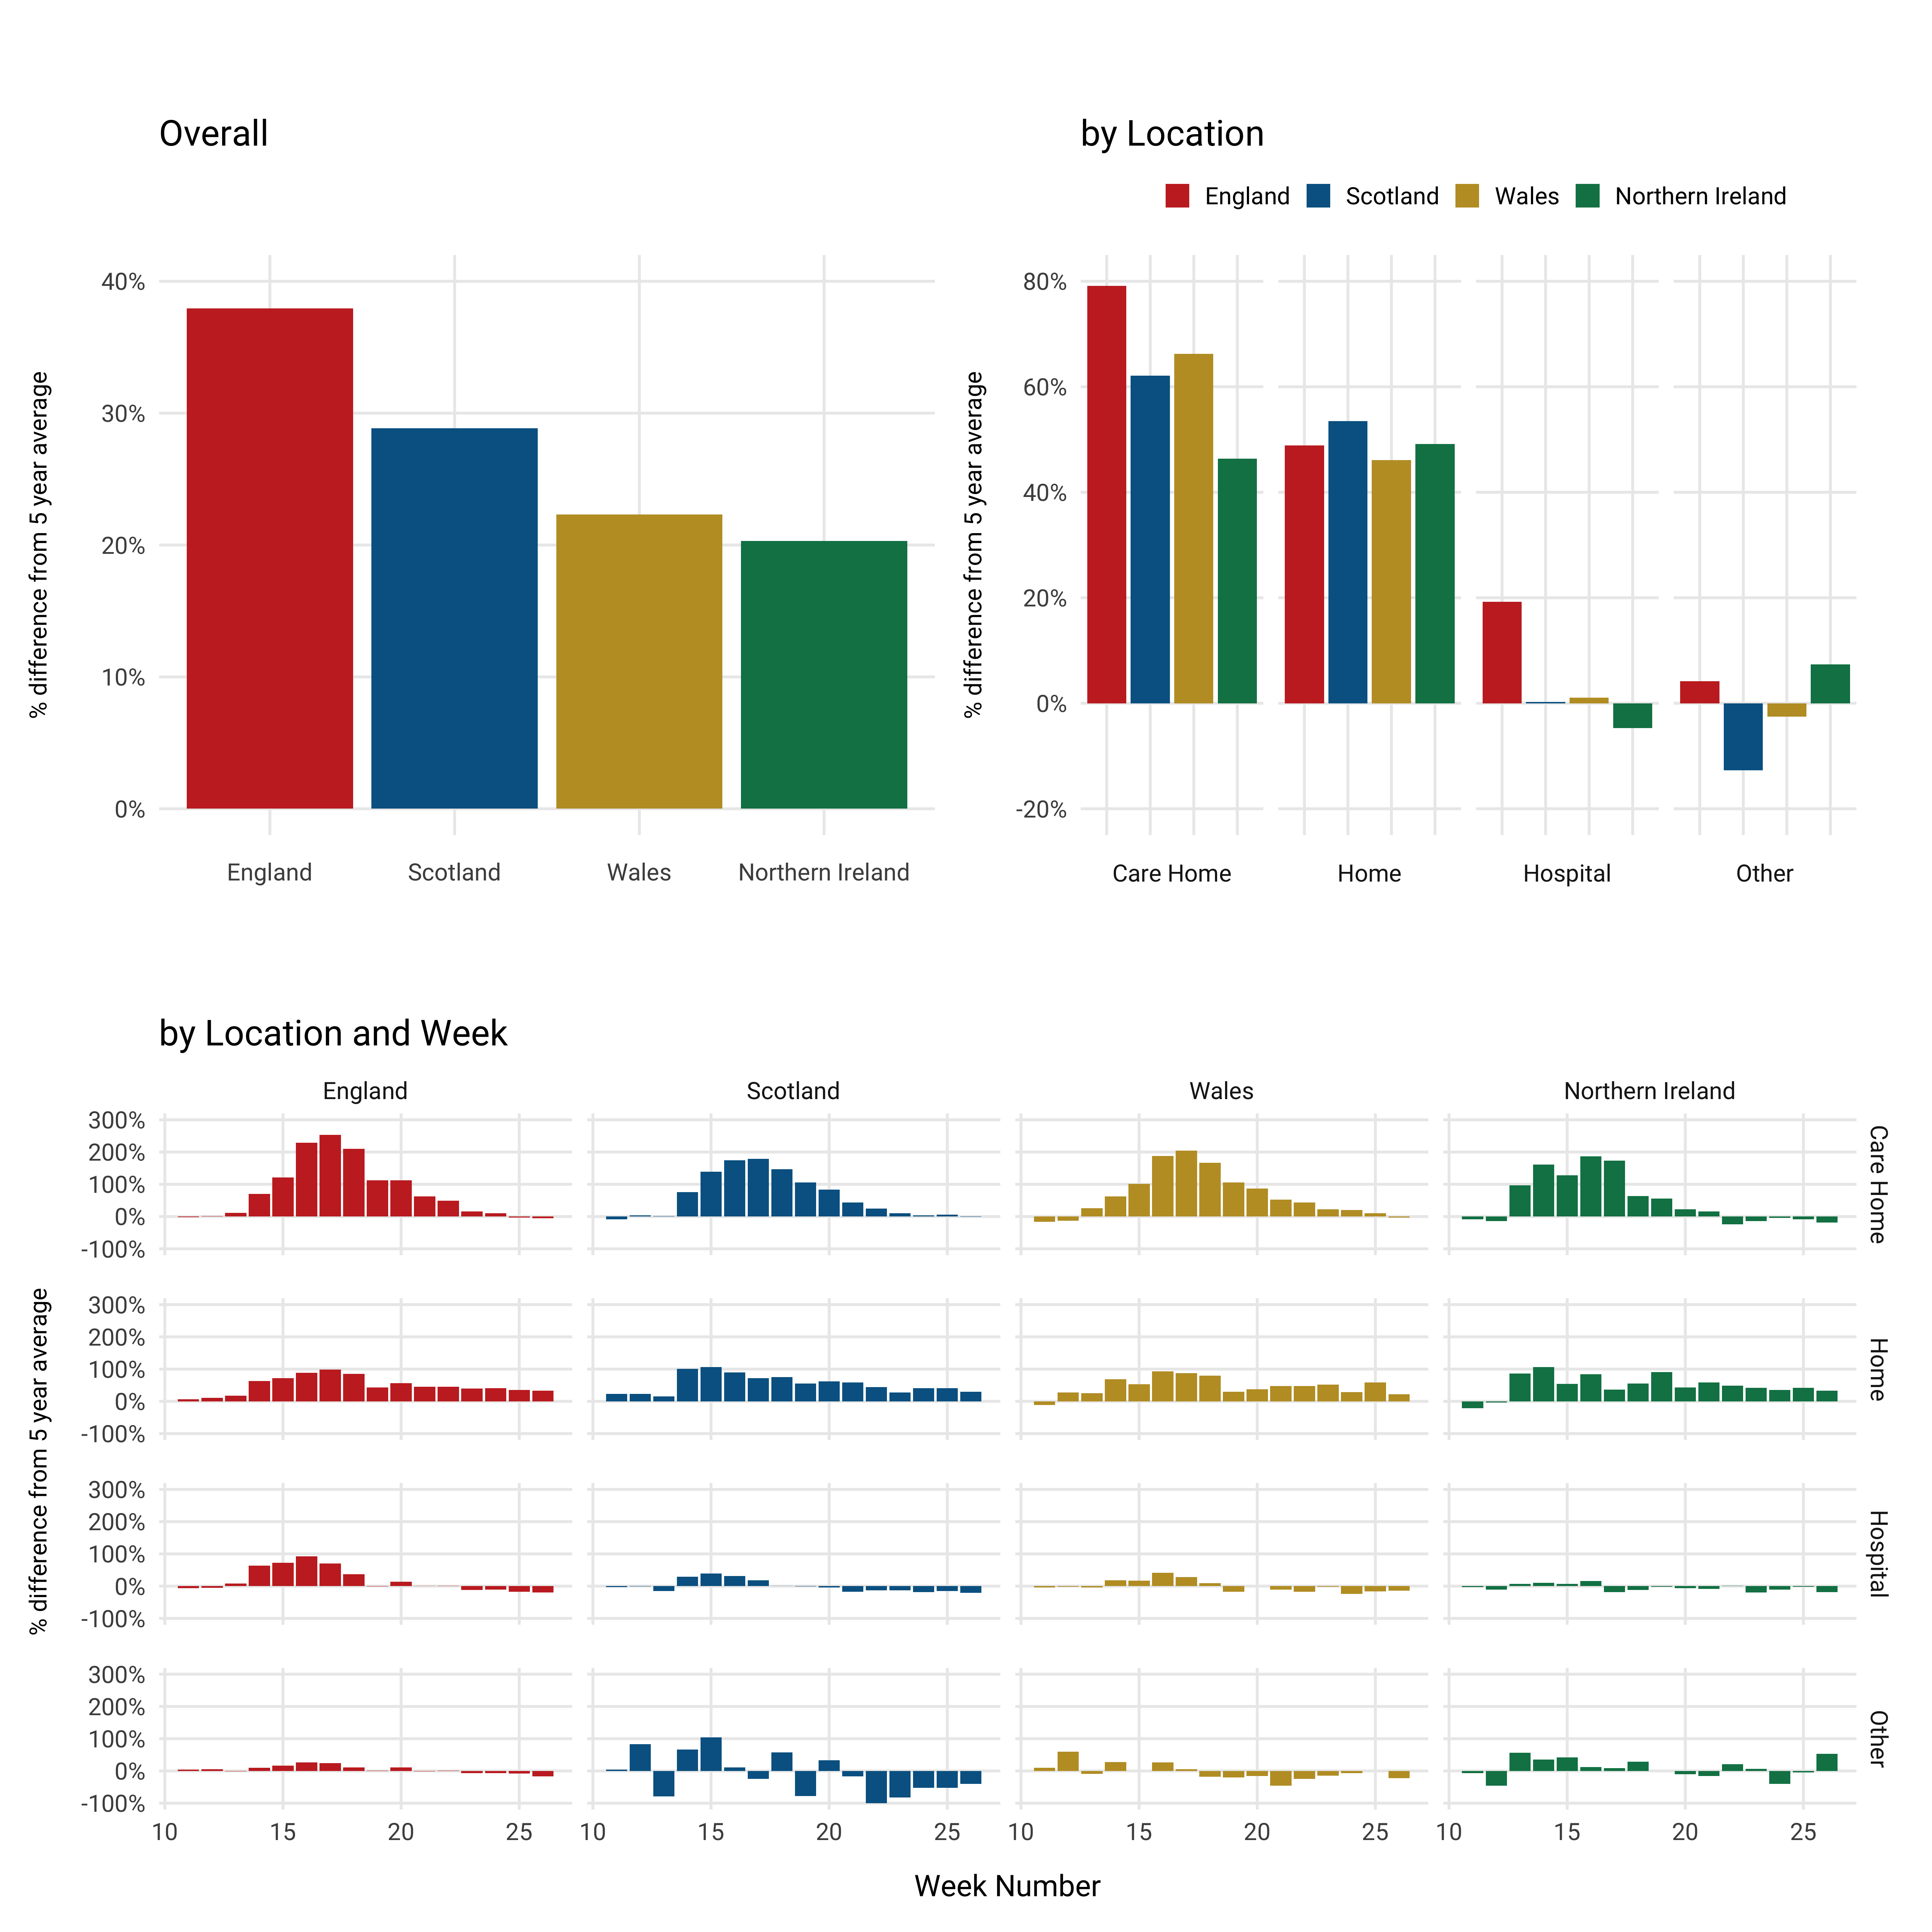 Overall
% difference from 5 year average
40%
30%
20%
10%
0%
England
Scotland
Wales
Northern Ireland
by Location
England
Scotland
Wales
Northern Ireland
% difference from 5 year average
80%
60%
40%
20%
0%
-20%
Care Home
Home
Hospital
Other
by Location and Week
England
Scotland
Wales
Northern Ireland
% difference from 5 year average
300%
200%
100%
0%
-100%
Care Home
300%
200%
100%
0%
-100%
Home
300%
200%
100%
0%
-100%
Hospital
300%
200%
100%
0%
-100%
Other
10 15 20 25
10 15 20 25
10 15 20 25
10 15 20 25
Week Number